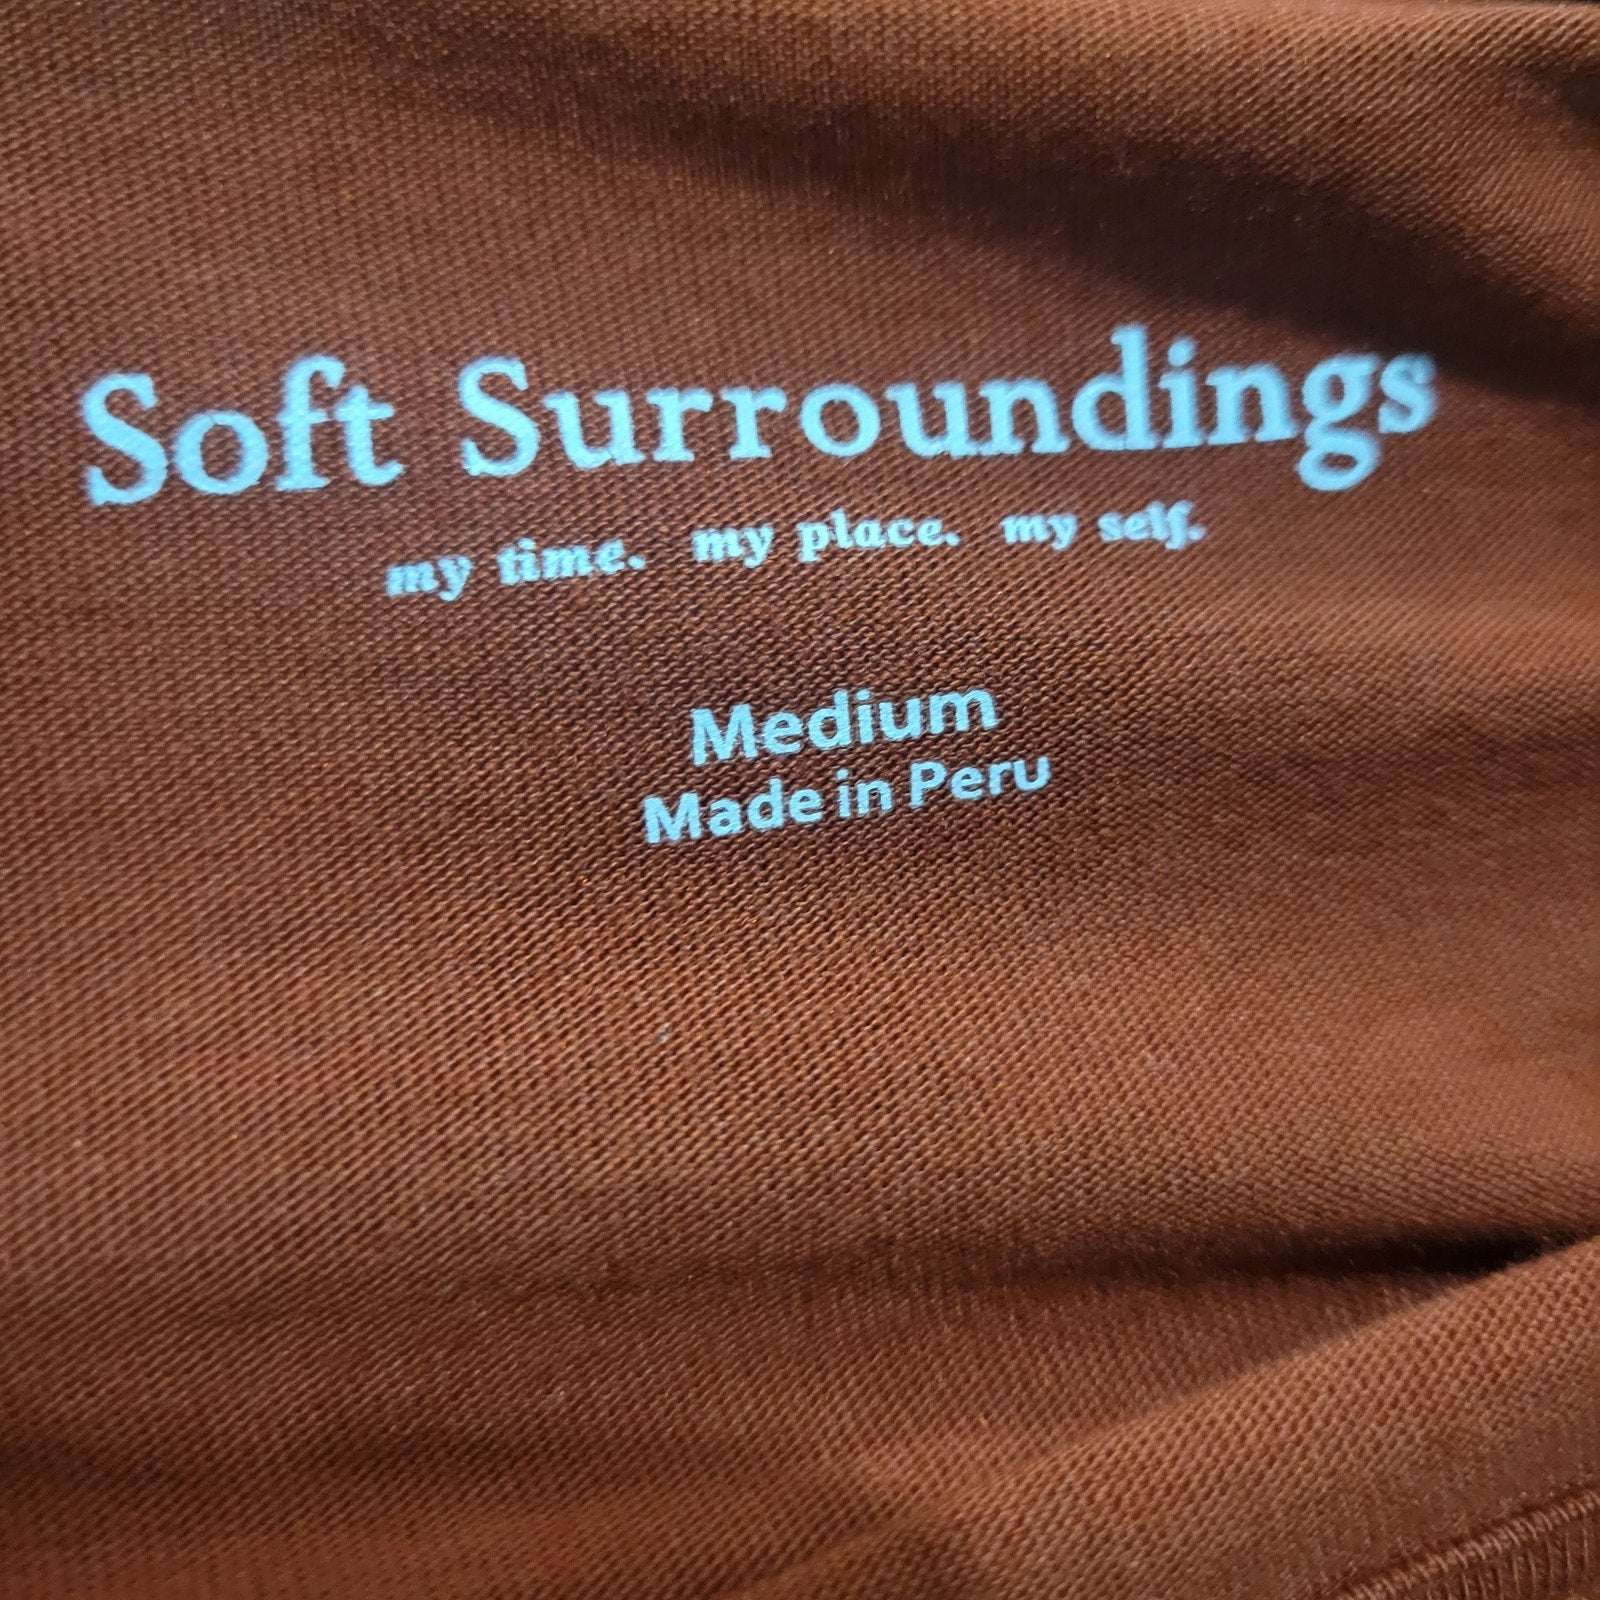 Soft Surroundings
my time. my place. my self.
Medium
Made in Peru